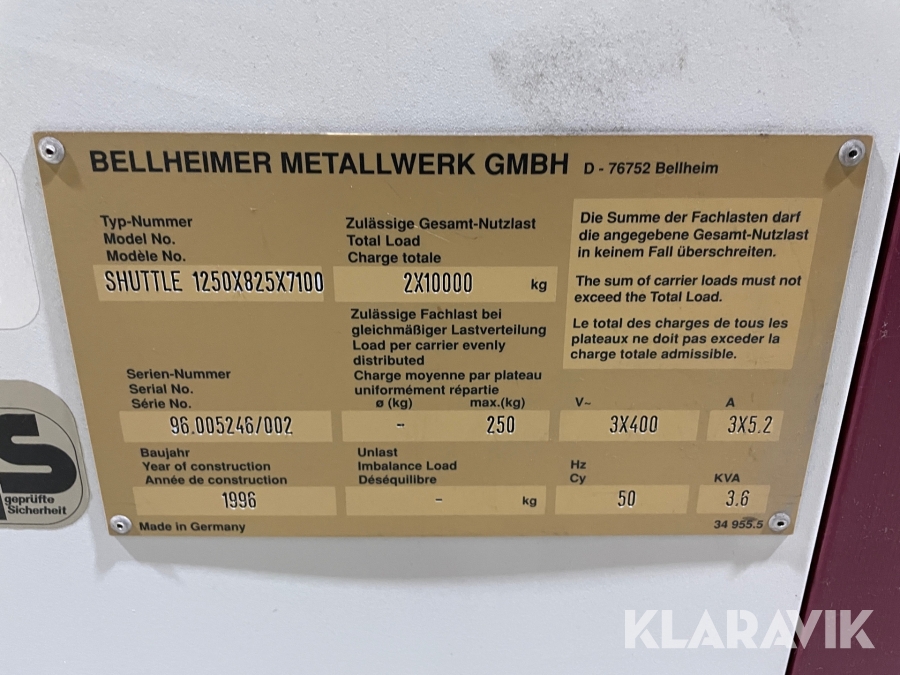 BELLHEIMER METALLWERK GMBH D - 76752 Bellheim
Typ-Nummer
Model No.
Modèle No.
SHUTTLE 1250X825X7100
Zulässige Gesamt-Nutzlast
Total Load
Charge totale
2X10000 kg
Die Summe der Fachlasten darf
die angegebene Gesamt-Nutzlast
in keinem Fall überschreiten.
The sum of carrier loads must not
exceed the Total Load.
Le total des charges de tous les
plateaux ne doit pas exceder la
charge totale admissible.
Zulässige Fachlast bei
gleichmäßiger Lastverteilung
Load per carrier evenly
distributed
Charge moyenne par plateau
uniformément répartie
ø (kg) max.(kg)
- 250
Serien-Nummer
Serial No.
Série No.
96.005246/002
V~
3X400
A
3X5.2
Baujahr
Year of construction
Année de construction
1996
Unlast
Imbalance Load
Déséquilibre
- kg
Hz
Cy
50
KVA
3.6
Made in Germany
34 955.5
S
geprüfte
Sicherheit
KLARAVIK